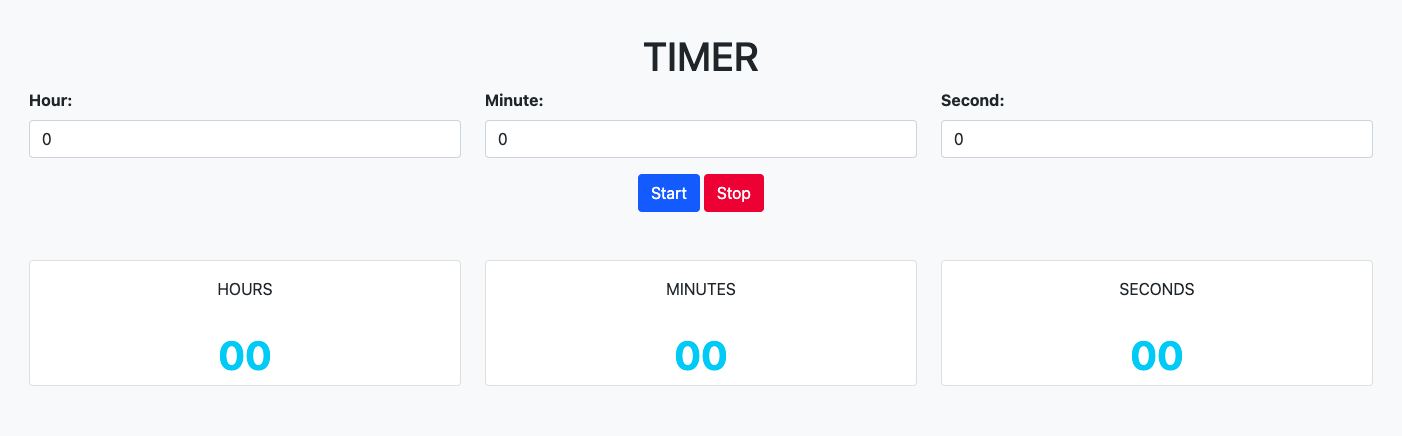 TIMER
Hour: Minute: Second:
0 0 0
Start Stop
HOURS MINUTES SECONDS
00 00 00